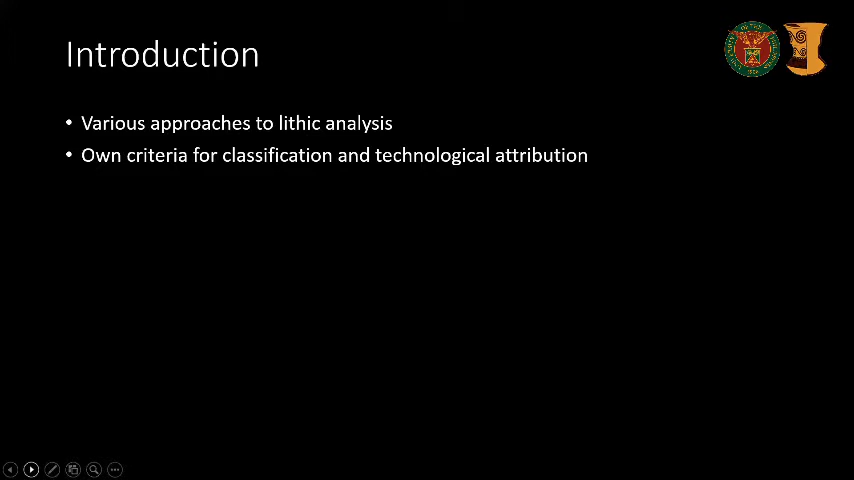 Introduction
• Various approaches to lithic analysis
• Own criteria for classification and technological attribution